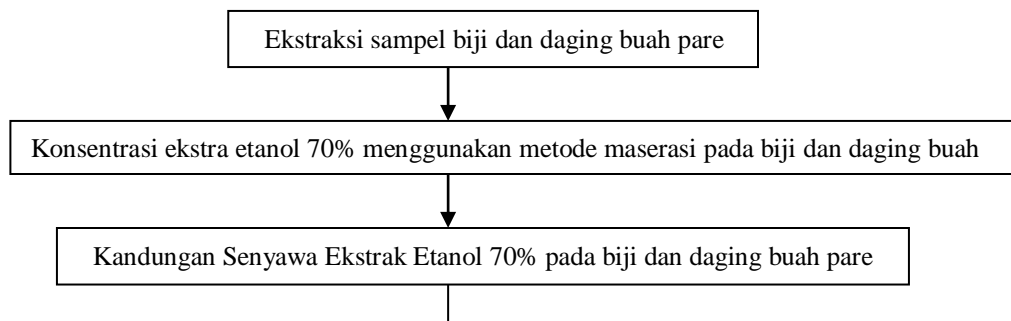 Ekstraksi sampel biji dan daging buah pare
Konsentrasi ekstra etanol 70% menggunakan metode maserasi pada biji dan daging buah
Kandungan Senyawa Ekstrak Etanol 70% pada biji dan daging buah pare